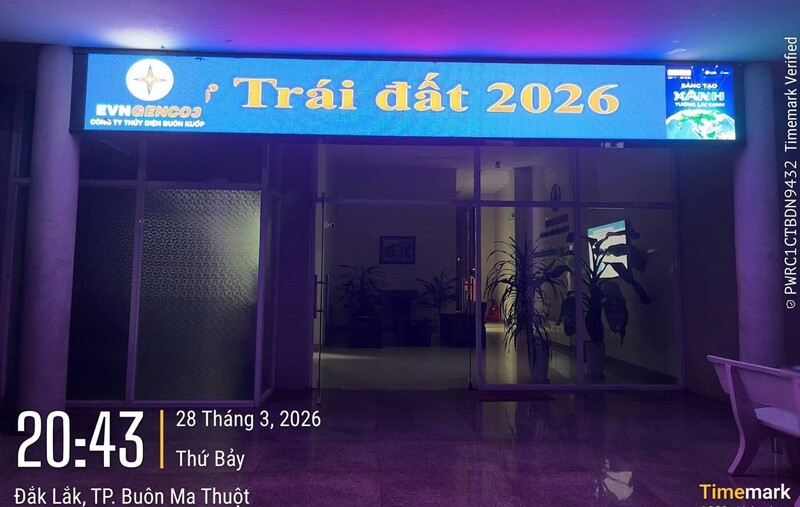 Trái đất 2026
EVNGENCO3
CÔNG TY THỦY ĐIỆN BUÔN KUỐP
SÁNG TẠO
XANH
TƯƠNG LAI XANH
20:43
28 Tháng 3, 2026
Thứ Bảy
Đắk Lắk, TP. Buôn Ma Thuột
Timemark
PWRC1CTBDN9432 Timemark Verified